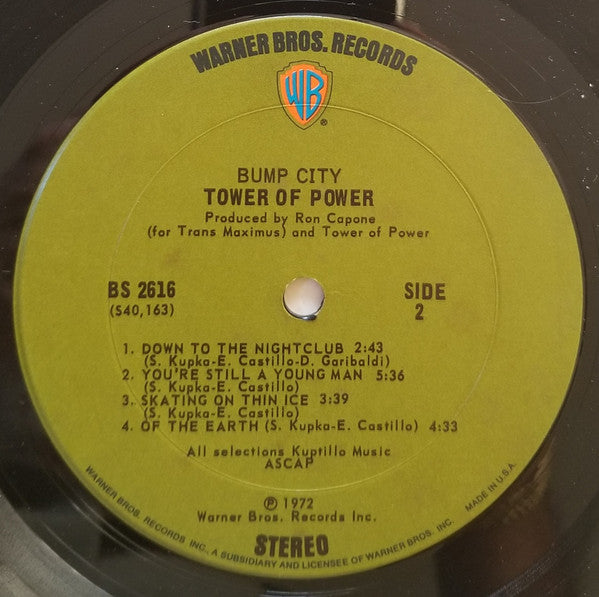 WARNER BROS. RECORDS
WB
®
BUMP CITY
TOWER OF POWER
Produced by Ron Capone
(for Trans Maximus) and Tower of Power
BS 2616
(S40,163)
SIDE
2
1. DOWN TO THE NIGHTCLUB 2:43
(S. Kupka-E. Castillo-D. Garibaldi)
2. YOU'RE STILL A YOUNG MAN 5:36
(S. Kupka-E. Castillo)
3. SKATING ON THIN ICE 3:39
(S. Kupka-E. Castillo)
4. OF THE EARTH (S. Kupka-E. Castillo) 4:33
All selections Kuptillo Music
ASCAP
℗ 1972
Warner Bros. Records Inc.
STEREO
WARNER BROS. RECORDS INC., A SUBSIDIARY AND LICENSEE OF WARNER BROS. INC. MADE IN U.S.A.